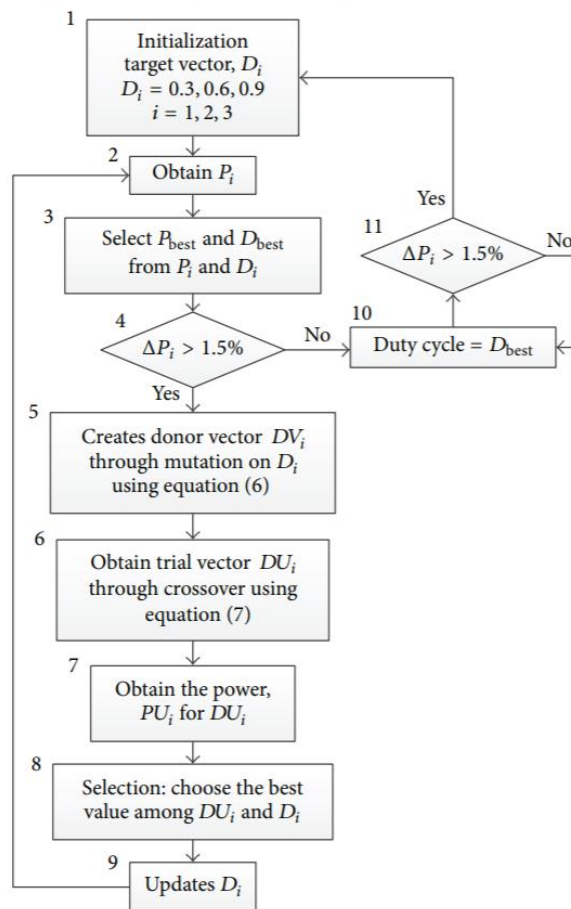 1
Initialization
target vector, D_i
D_i = 0.3, 0.6, 0.9
i = 1, 2, 3
2
Obtain P_i
3
Select P_best and D_best
from P_i and D_i
4
ΔP_i > 1.5%
No
Yes
5
Creates donor vector DV_i
through mutation on D_i
using equation (6)
6
Obtain trial vector DU_i
through crossover using
equation (7)
7
Obtain the power,
PU_i for DU_i
8
Selection: choose the best
value among DU_i and D_i
9
Updates D_i
10
Duty cycle = D_best
11
ΔP_i > 1.5%
Yes
No